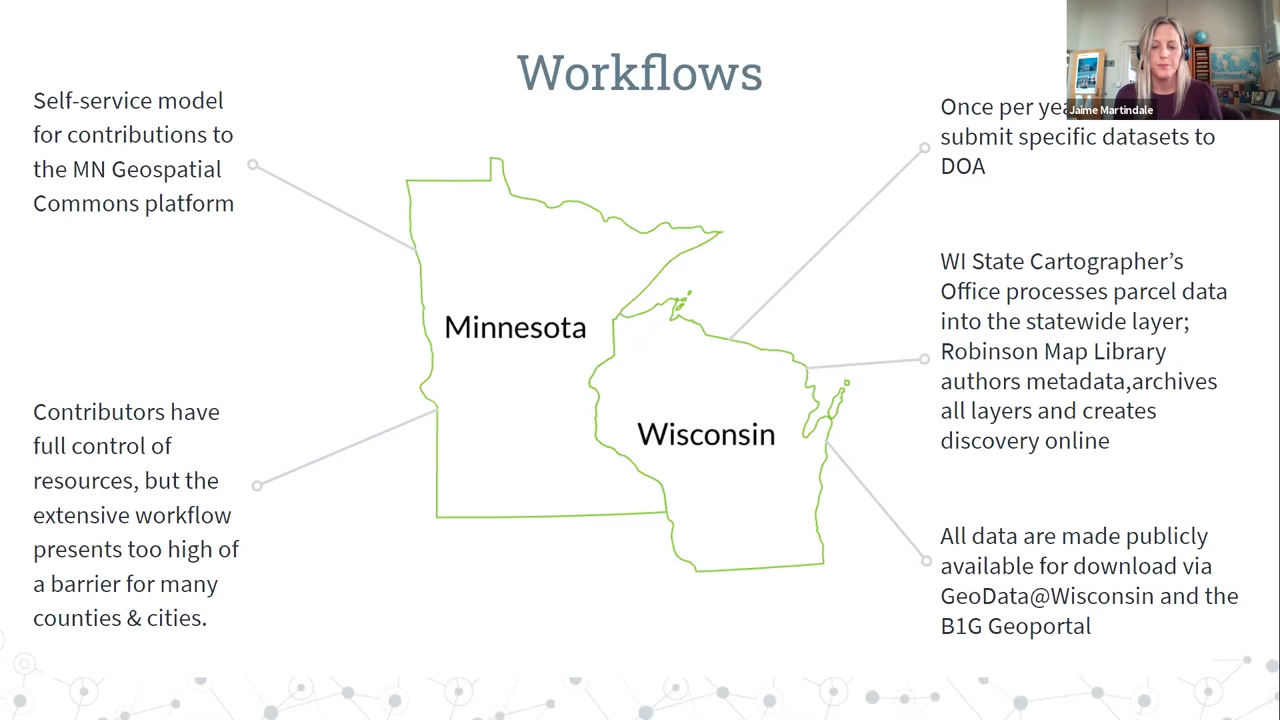 Workflows
Jaime Martindale
Self-service model
for contributions to
the MN Geospatial
Commons platform
Contributors have
full control of
resources, but the
extensive workflow
presents too high of
a barrier for many
counties & cities.
Minnesota
Wisconsin
Once per
submit specific datasets to
DOA
WI State Cartographer’s
Office processes parcel data
into the statewide layer;
Robinson Map Library
authors metadata,archives
all layers and creates
discovery online
All data are made publicly
available for download via
GeoData@Wisconsin and the
B1G Geoportal